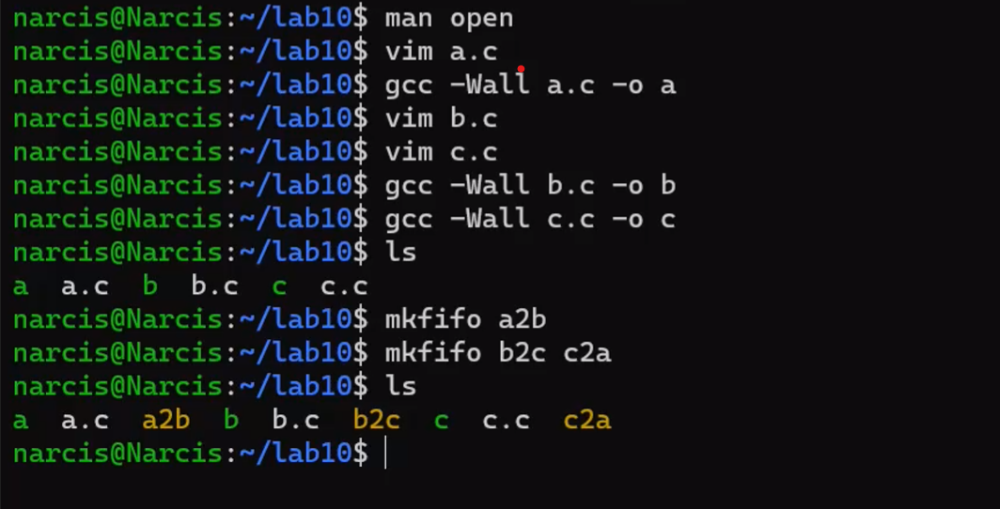 narcis@Narcis:~/lab10$ man open
narcis@Narcis:~/lab10$ vim a.c
narcis@Narcis:~/lab10$ gcc -Wall a.c -o a
narcis@Narcis:~/lab10$ vim b.c
narcis@Narcis:~/lab10$ vim c.c
narcis@Narcis:~/lab10$ gcc -Wall b.c -o b
narcis@Narcis:~/lab10$ gcc -Wall c.c -o c
narcis@Narcis:~/lab10$ ls
a  a.c  b  b.c  c  c.c
narcis@Narcis:~/lab10$ mkfifo a2b
narcis@Narcis:~/lab10$ mkfifo b2c c2a
narcis@Narcis:~/lab10$ ls
a  a.c  a2b  b  b.c  b2c  c  c.c  c2a
narcis@Narcis:~/lab10$